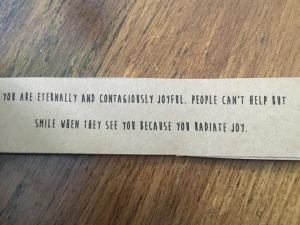 YOU ARE ETERNALLY AND CONTAGIOUSLY JOYFUL. PEOPLE CAN'T HELP BUT
SMILE WHEN THEY SEE YOU BECAUSE YOU RADIATE JOY.